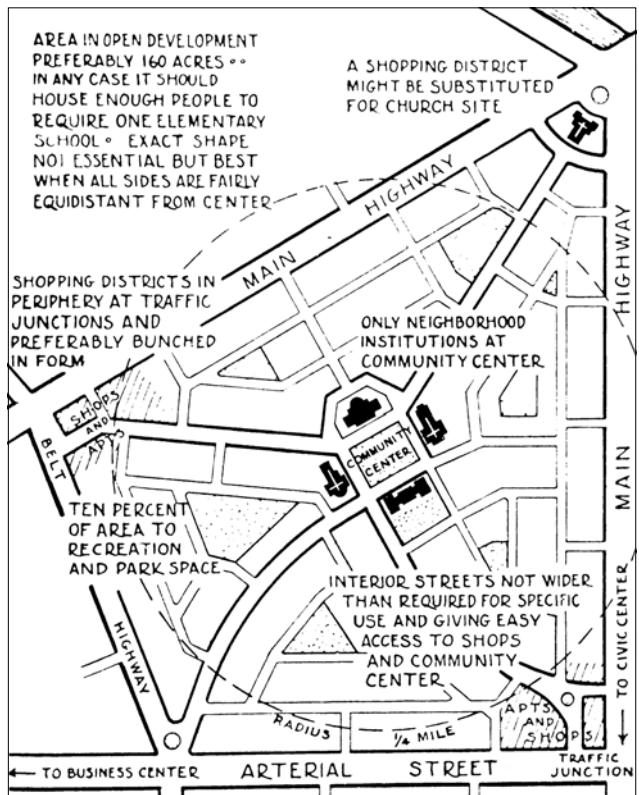 AREA IN OPEN DEVELOPMENT
PREFERABLY 160 ACRES °°
IN ANY CASE IT SHOULD
HOUSE ENOUGH PEOPLE TO
REQUIRE ONE ELEMENTARY
SCHOOL ° EXACT SHAPE
NOT ESSENTIAL BUT BEST
WHEN ALL SIDES ARE FAIRLY
EQUIDISTANT FROM CENTER
A SHOPPING DISTRICT
MIGHT BE SUBSTITUTED
FOR CHURCH SITE
MAIN HIGHWAY
HIGHWAY
MAIN
SHOPPING DISTRICTS IN
PERIPHERY AT TRAFFIC
JUNCTIONS AND
PREFERABLY BUNCHED
IN FORM
ONLY NEIGHBORHOOD
INSTITUTIONS AT
COMMUNITY CENTER
SHOPS
AND
APTS
BELT
HIGHWAY
COMMUNITY
CENTER
TEN PERCENT
OF AREA TO
RECREATION
AND PARK SPACE
INTERIOR STREETS NOT WIDER
THAN REQUIRED FOR SPECIFIC
USE AND GIVING EASY
ACCESS TO SHOPS
AND COMMUNITY
CENTER
TO CIVIC CENTER
APTS
AND
SHOPS
RADIUS 1/4 MILE
TRAFFIC
JUNCTION
← TO BUSINESS CENTER
ARTERIAL STREET